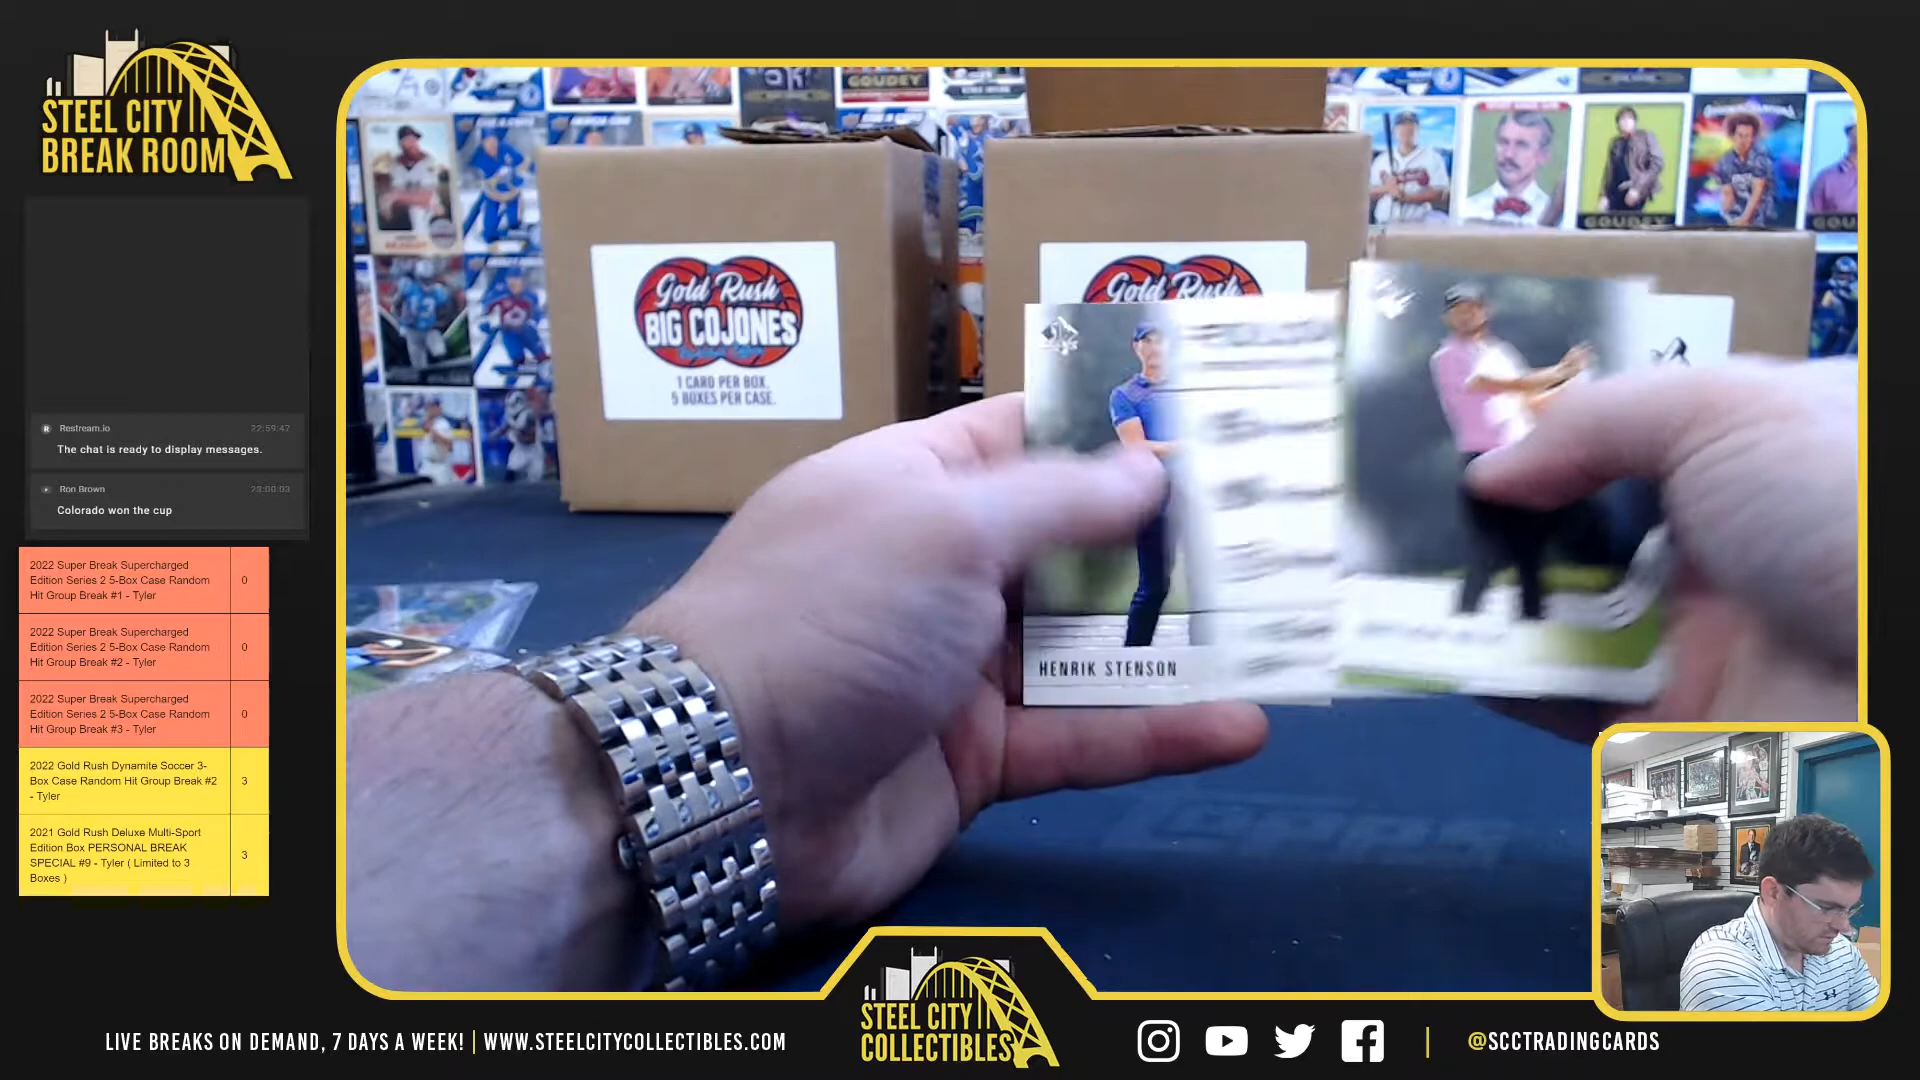 STEEL CITY
BREAK ROOM
Restream.io 22:59:47
The chat is ready to display messages.
Ron Brown 23:00:03
Colorado won the cup
2022 Super Break Supercharged
Edition Series 2 5-Box Case Random
Hit Group Break #1 - Tyler
0
2022 Super Break Supercharged
Edition Series 2 5-Box Case Random
Hit Group Break #2 - Tyler
0
2022 Super Break Supercharged
Edition Series 2 5-Box Case Random
Hit Group Break #3 - Tyler
0
2022 Gold Rush Dynamite Soccer 3-
Box Case Random Hit Group Break #2
- Tyler
3
2021 Gold Rush Deluxe Multi-Sport
Edition Box PERSONAL BREAK
SPECIAL #9 - Tyler ( Limited to 3
Boxes )
3
GOUDEY
GOUDEY
GOU
Gold Rush
BIG COJONES
1 CARD PER BOX.
5 BOXES PER CASE.
Gold Rush
HENRIK STENSON
LIVE BREAKS ON DEMAND, 7 DAYS A WEEK! | WWW.STEELCITYCOLLECTIBLES.COM
STEEL CITY
COLLECTIBLES
| @SCCTRADINGCARDS